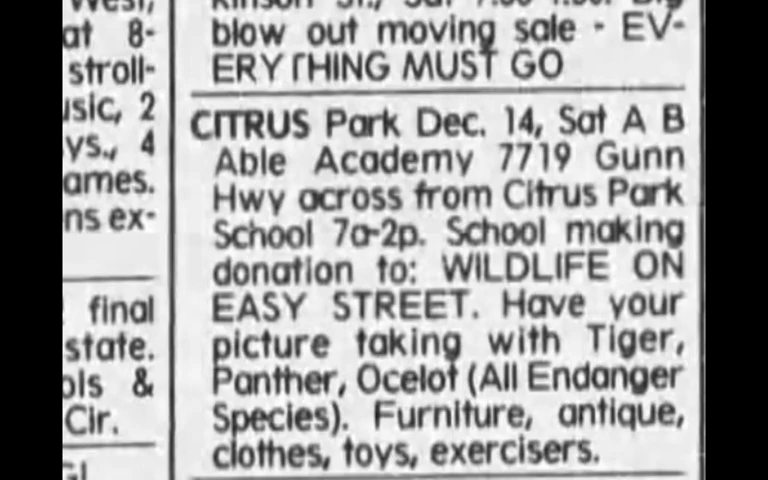 at 8-
stroll-
2
ys., 4
ames.
ns ex-
final
state.
&
Cir.
blow out moving sale - EV-
ERYTHING MUST GO
CITRUS Park Dec. 14, Sat A B
Able Academy 7719 Gunn
Hwy across from Citrus Park
School 7a-2p. School making
donation to: WILDLIFE ON
EASY STREET. Have your
picture taking with Tiger,
Panther, Ocelot (All Endanger
Species). Furniture, antique,
clothes, toys, exercisers.